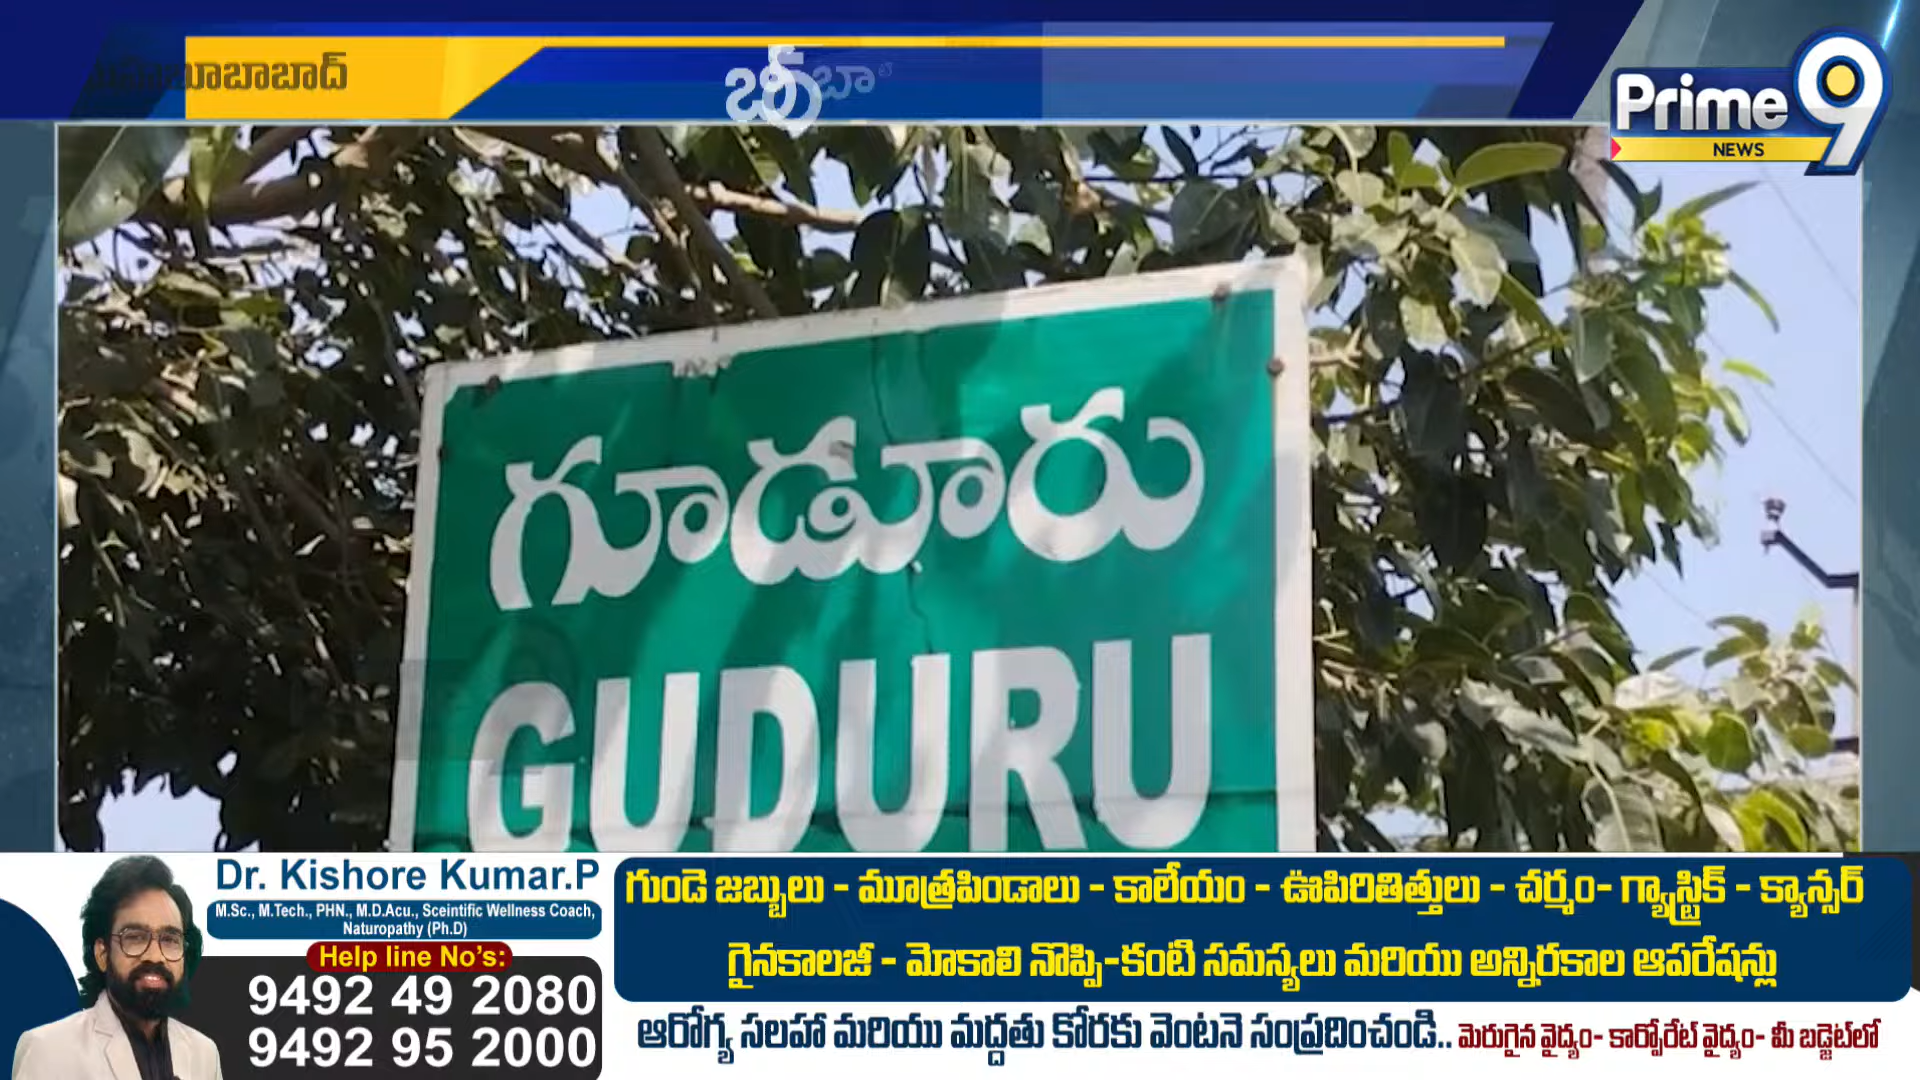 మహబూబాబాద్
Prime9
NEWS
గూడూరు
GUDURU
Dr. Kishore Kumar.P
M.Sc., M.Tech., PHN., M.D.Acu., Sceintific Wellness Coach,
Naturopathy (Ph.D)
Help line No's:
9492 49 2080
9492 95 2000
గుండె జబ్బులు - మూత్రపిండాలు - కాలేయం - ఊపిరితిత్తులు - చర్మం- గ్యాస్ట్రిక్ - క్యాన్సర్
గైనకాలజీ - మోకాలి నొప్పి-కంటి సమస్యలు మరియు అన్నిరకాల ఆపరేషన్లు
ఆరోగ్య సలహా మరియు మద్దతు కోరకు వెంటనె సంప్రదించండి.. మెరుగైన వైద్యం- కార్పోరేట్ వైద్యం- మీ బడ్జెట్‌లో